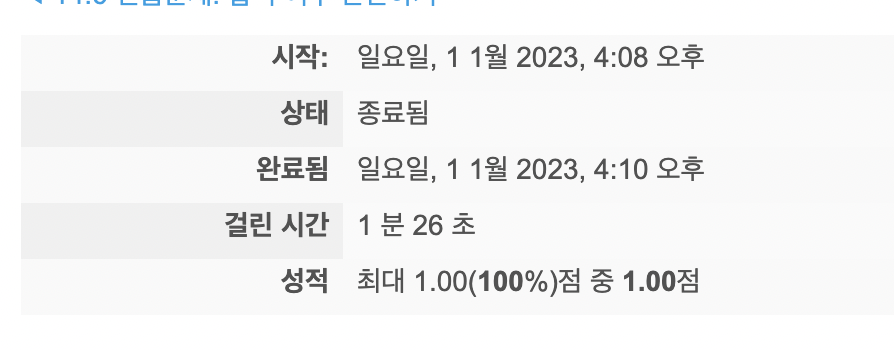 시작: 일요일, 1 1월 2023, 4:08 오후
상태 종료됨
완료됨 일요일, 1 1월 2023, 4:10 오후
걸린 시간 1 분 26 초
성적 최대 1.00(100%)점 중 1.00점